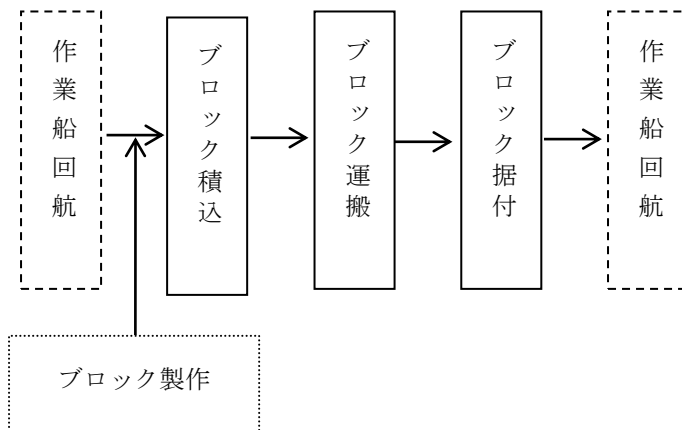 作業船回航
ブロック積込
ブロック運搬
ブロック据付
作業船回航
ブロック製作